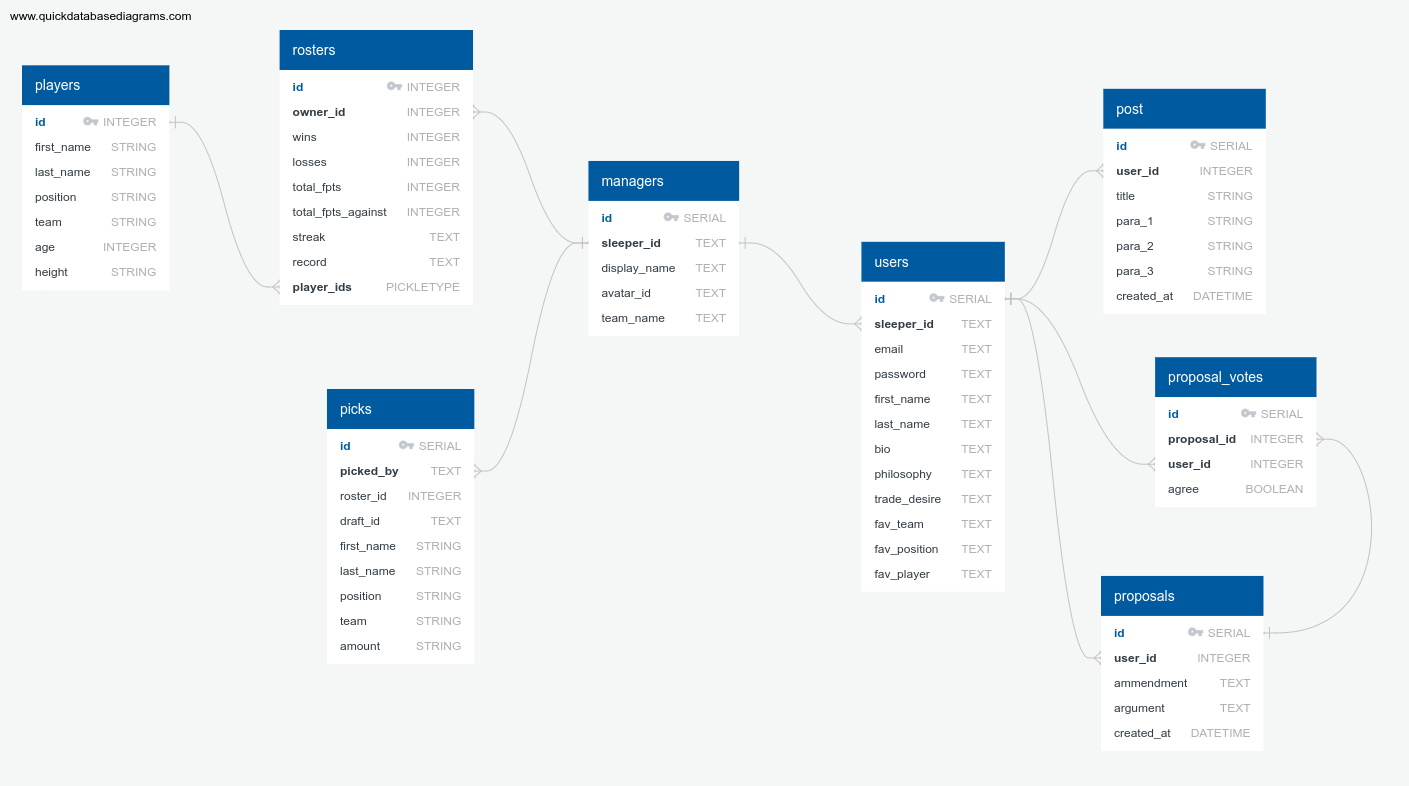 www.quickdatabasediagrams.com
players
id INTEGER
first_name STRING
last_name STRING
position STRING
team STRING
age INTEGER
height STRING
rosters
id INTEGER
owner_id INTEGER
wins INTEGER
losses INTEGER
total_fpts INTEGER
total_fpts_against INTEGER
streak TEXT
record TEXT
player_ids PICKLETYPE
picks
id SERIAL
picked_by TEXT
roster_id INTEGER
draft_id TEXT
first_name STRING
last_name STRING
position STRING
team STRING
amount STRING
managers
id SERIAL
sleeper_id TEXT
display_name TEXT
avatar_id TEXT
team_name TEXT
users
id SERIAL
sleeper_id TEXT
email TEXT
password TEXT
first_name TEXT
last_name TEXT
bio TEXT
philosophy TEXT
trade_desire TEXT
fav_team TEXT
fav_position TEXT
fav_player TEXT
post
id SERIAL
user_id INTEGER
title STRING
para_1 STRING
para_2 STRING
para_3 STRING
created_at DATETIME
proposal_votes
id SERIAL
proposal_id INTEGER
user_id INTEGER
agree BOOLEAN
proposals
id SERIAL
user_id INTEGER
ammendment TEXT
argument TEXT
created_at DATETIME